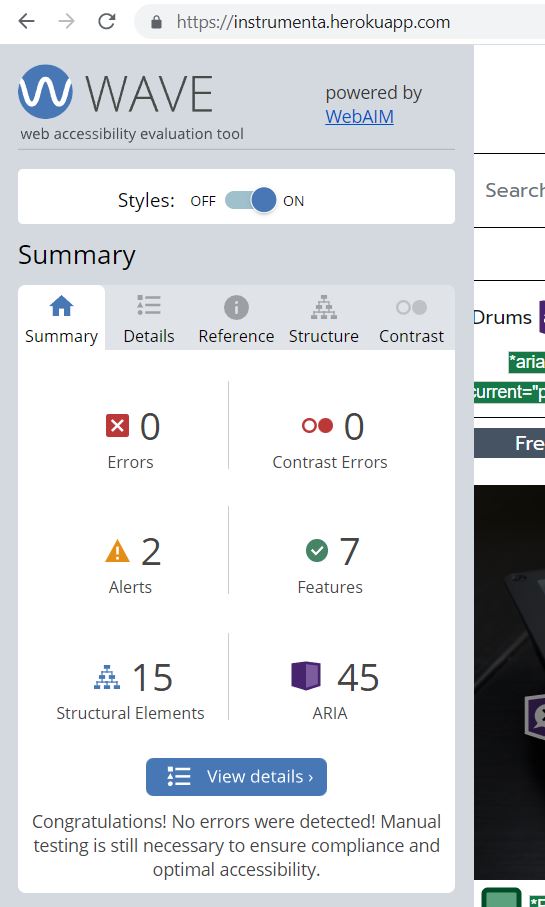 https://instrumenta.herokuapp.com
WAVE
web accessibility evaluation tool
powered by
WebAIM
Styles: OFF ON
Summary
Summary Details Reference Structure Contrast
0 0
Errors Contrast Errors
2 7
Alerts Features
15 45
Structural Elements ARIA
View details ›
Congratulations! No errors were detected! Manual
testing is still necessary to ensure compliance and
optimal accessibility.
Search
Drums
*aria
current="p
Fre